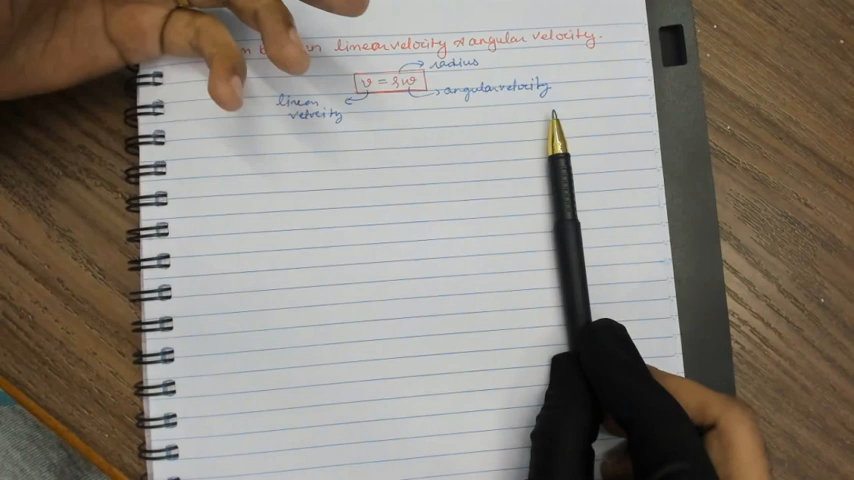 linear velocity & angular velocity.
radius
v = rω
angular velocity
linear
velocity